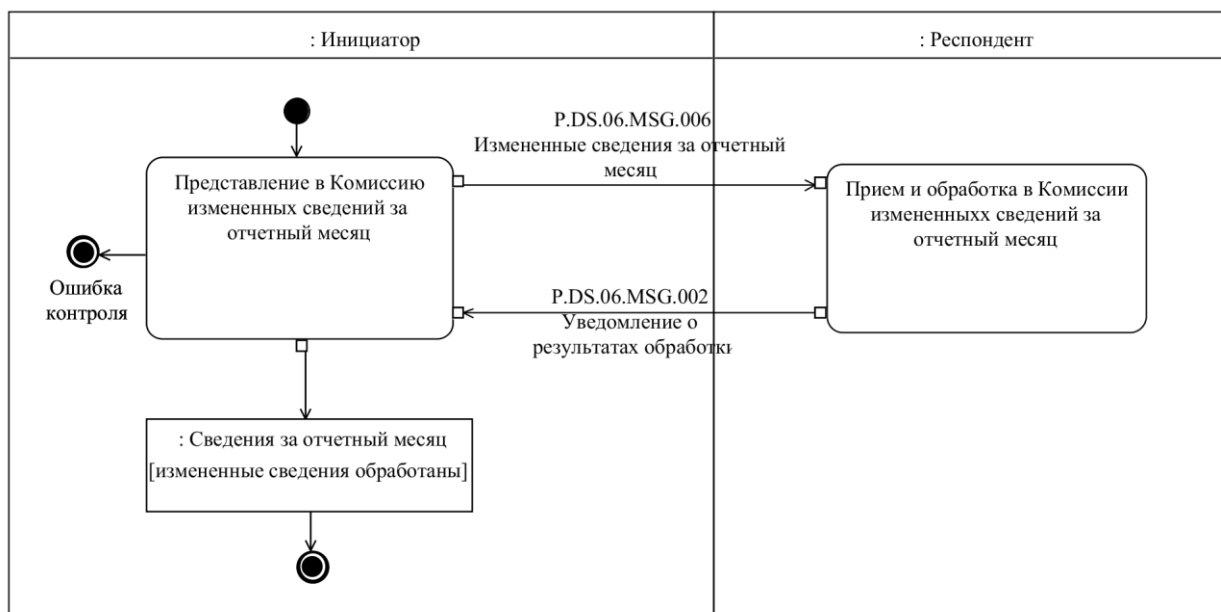 : Инициатор
: Респондент
P.DS.06.MSG.006
Измененные сведения за отчетный
месяц
Представление в Комиссию
измененных сведений за
отчетный месяц
Прием и обработка в Комиссии
измененныхх сведений за
отчетный месяц
Ошибка
контроля
P.DS.06.MSG.002
Уведомление о
результатах обработки
: Сведения за отчетный месяц
[измененные сведения обработаны]